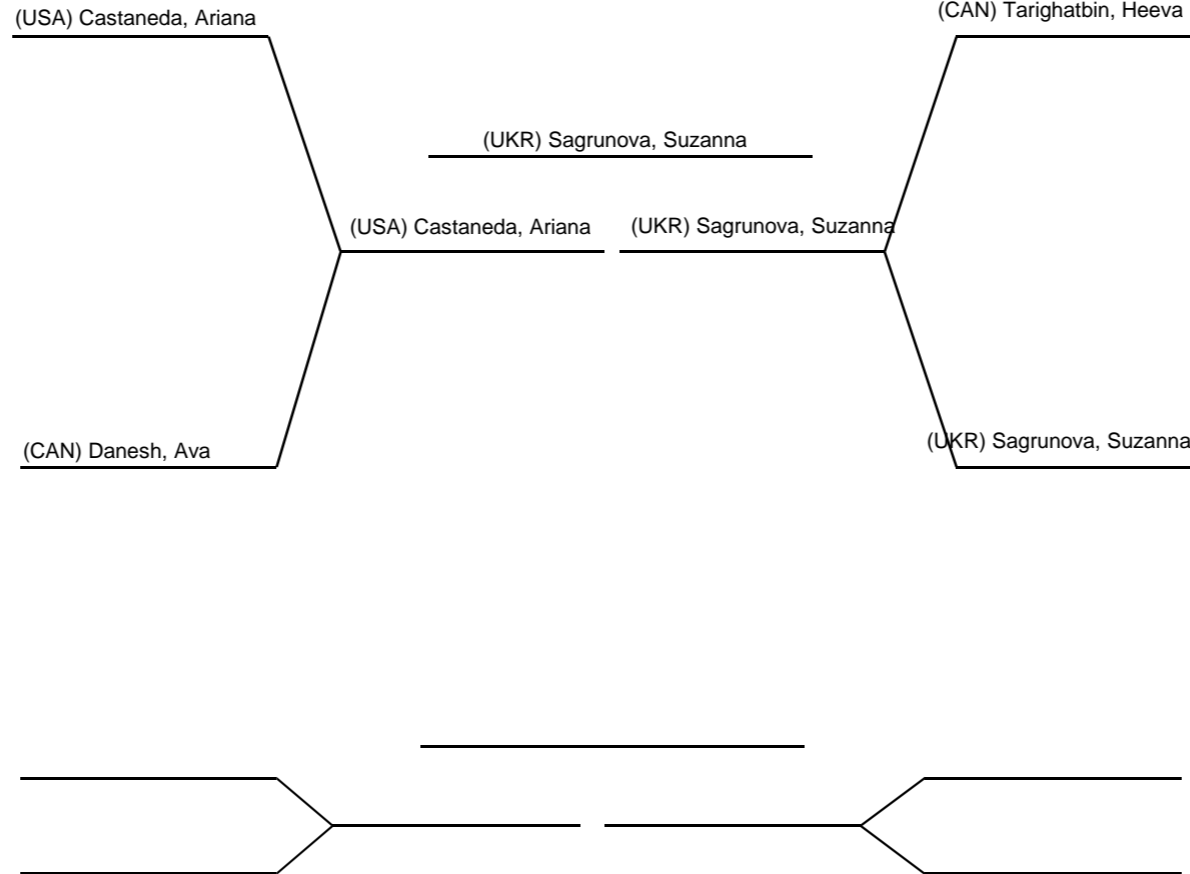 (USA) Castaneda, Ariana
(CAN) Tarighatbin, Heeva
(UKR) Sagrunova, Suzanna
(USA) Castaneda, Ariana
(UKR) Sagrunova, Suzanna
(CAN) Danesh, Ava
(UKR) Sagrunova, Suzanna